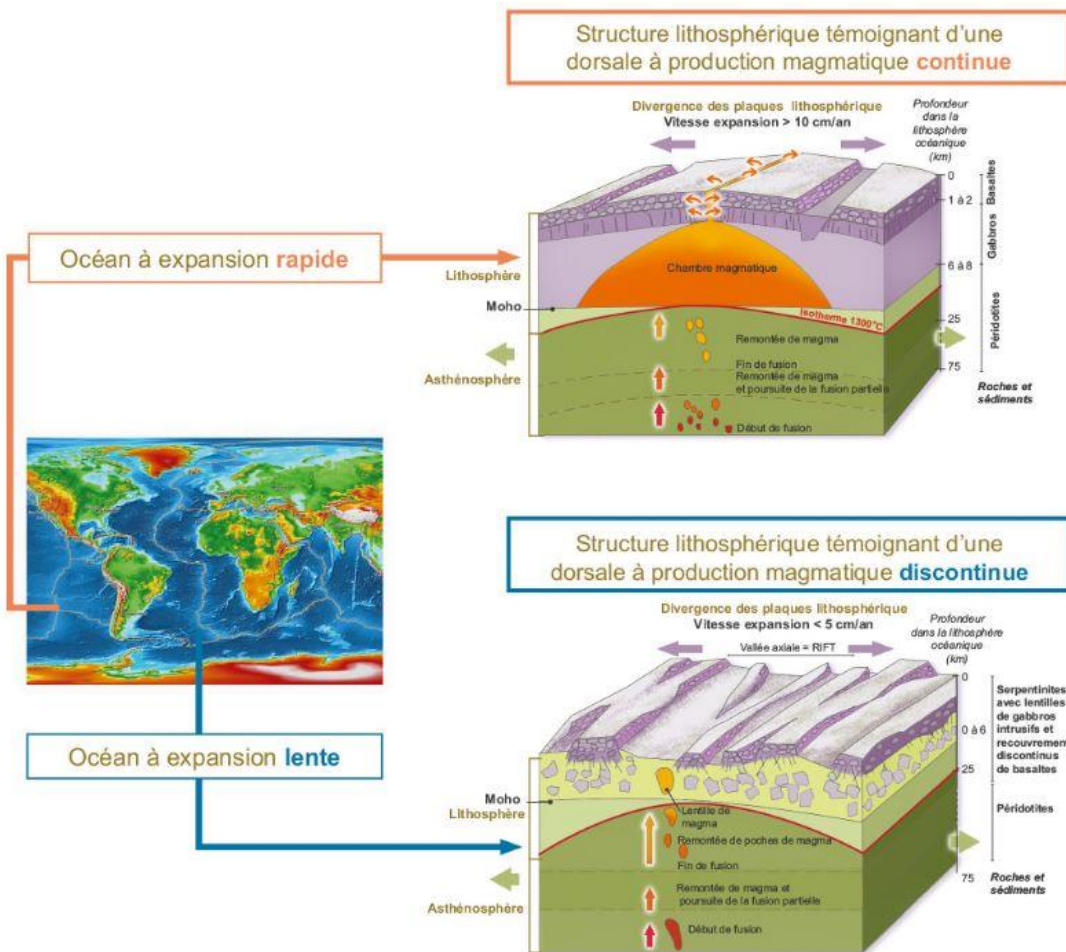 Structure lithosphérique témoignant d'une
dorsale à production magmatique continue
Divergence des plaques lithosphérique
Vitesse expansion > 10 cm/an
Profondeur
dans la
lithosphère
océanique
(km)
0
1 à 2
6 à 8
25
75
Basaltes
Gabbros
Péridotites
Roches et
sédiments
Océan à expansion rapide
Lithosphère
Moho
Asthénosphère
Chambre magmatique
Isotherme 1300°C
Remontée de magma
Fin de fusion
Remontée de magma
et poursuite de la fusion partielle
Début de fusion
Structure lithosphérique témoignant d'une
dorsale à production magmatique discontinue
Divergence des plaques lithosphérique
Vitesse expansion < 5 cm/an
Vallée axiale = RIFT
Profondeur
dans la lithosphère
océanique
(km)
0
0 à 6
25
75
Serpentinites
avec lentilles
de gabbros
intrusifs et
recouvrement
discontinus
de basaltes
Péridotites
Roches et
sédiments
Océan à expansion lente
Moho
Lithosphère
Asthénosphère
Lentille de
magma
Remontée de poches de magma
Fin de fusion
Remontée de magma et
poursuite de la fusion partielle
Début de fusion